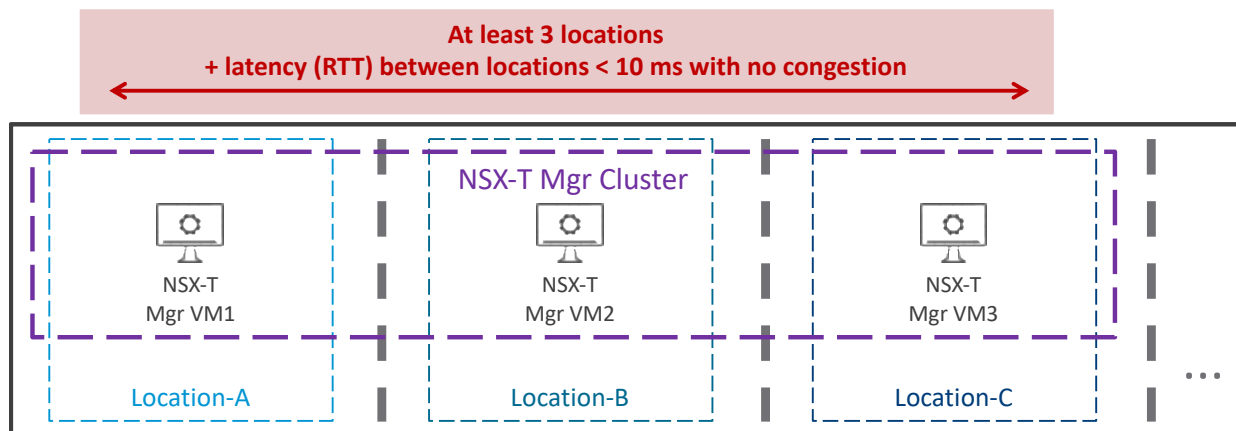 At least 3 locations
+ latency (RTT) between locations < 10 ms with no congestion
NSX-T Mgr Cluster
NSX-T
Mgr VM1
NSX-T
Mgr VM2
NSX-T
Mgr VM3
Location-A
Location-B
Location-C
...